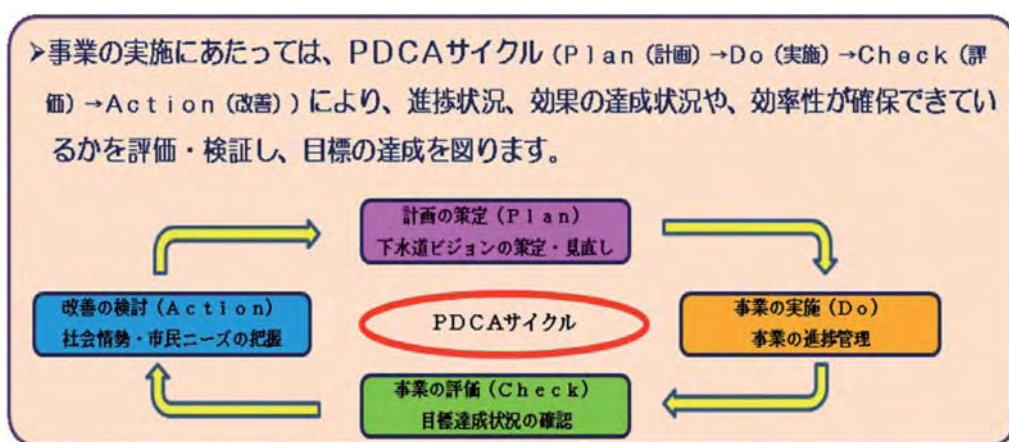 ➢事業の実施にあたっては、PDCAサイクル（Plan（計画）→Do（実施）→Check（評
価）→Action（改善））により、進捗状況、効果の達成状況や、効率性が確保できてい
るかを評価・検証し、目標の達成を図ります。
計画の策定（Plan）
下水道ビジョンの策定・見直し
改善の検討（Action）
社会情勢・市民ニーズの把握
PDCAサイクル
事業の実施（Do）
事業の進捗管理
事業の評価（Check）
目標達成状況の確認